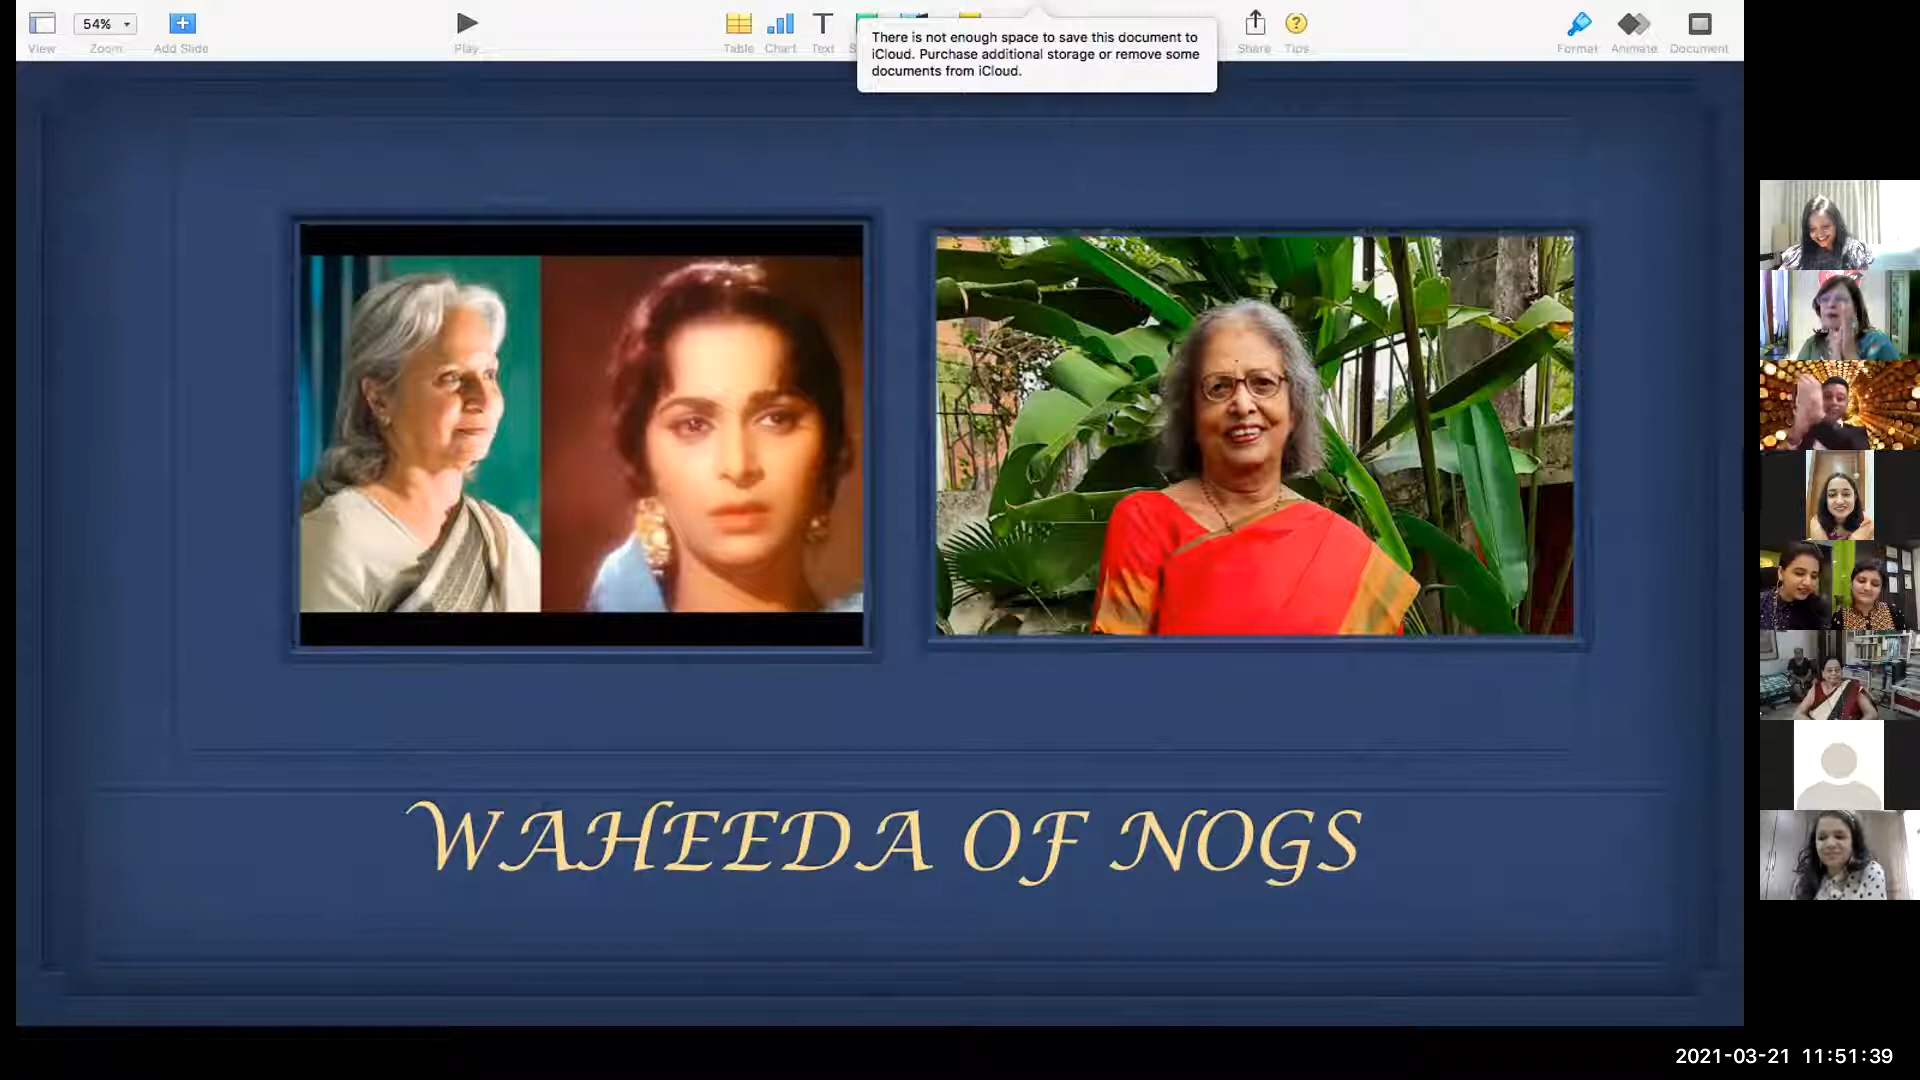 54%
View
Zoom
Add Slide
Play
Table
Chart
Text
There is not enough space to save this document to
iCloud. Purchase additional storage or remove some
documents from iCloud.
Share
Tips
Format
Animate
Document
WAHEEDA OF NOGS
2021-03-21 11:51:39